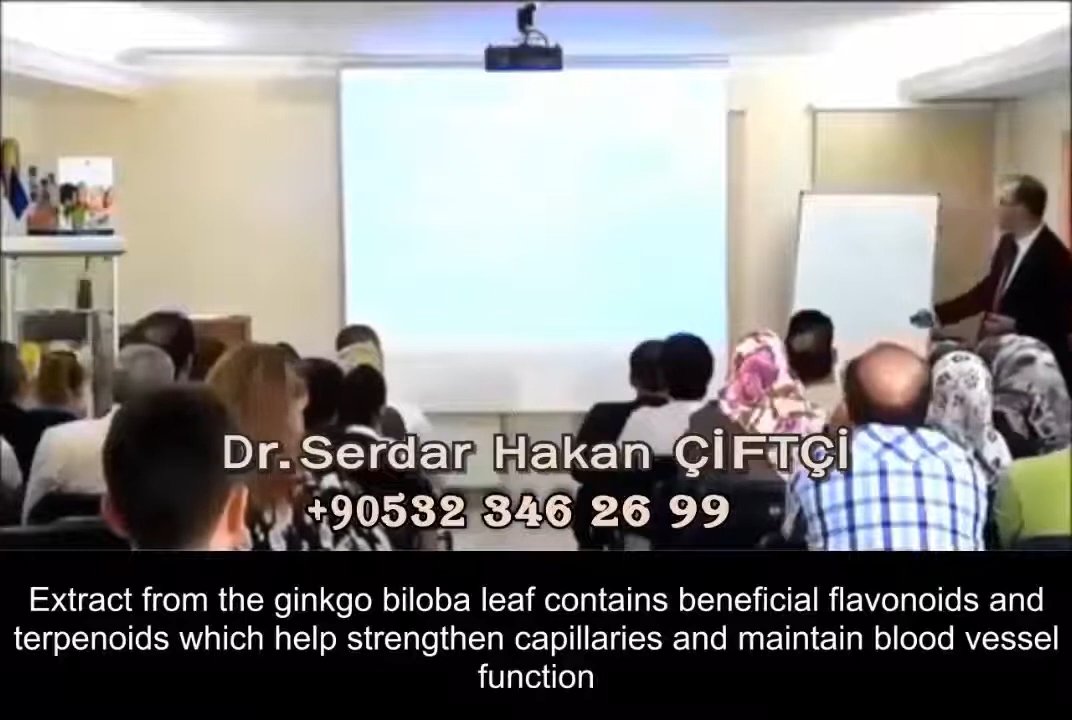 Dr. Serdar Hakan ÇİFTÇİ
+90532 346 26 99
Extract from the ginkgo biloba leaf contains beneficial flavonoids and
terpenoids which help strengthen capillaries and maintain blood vessel
function